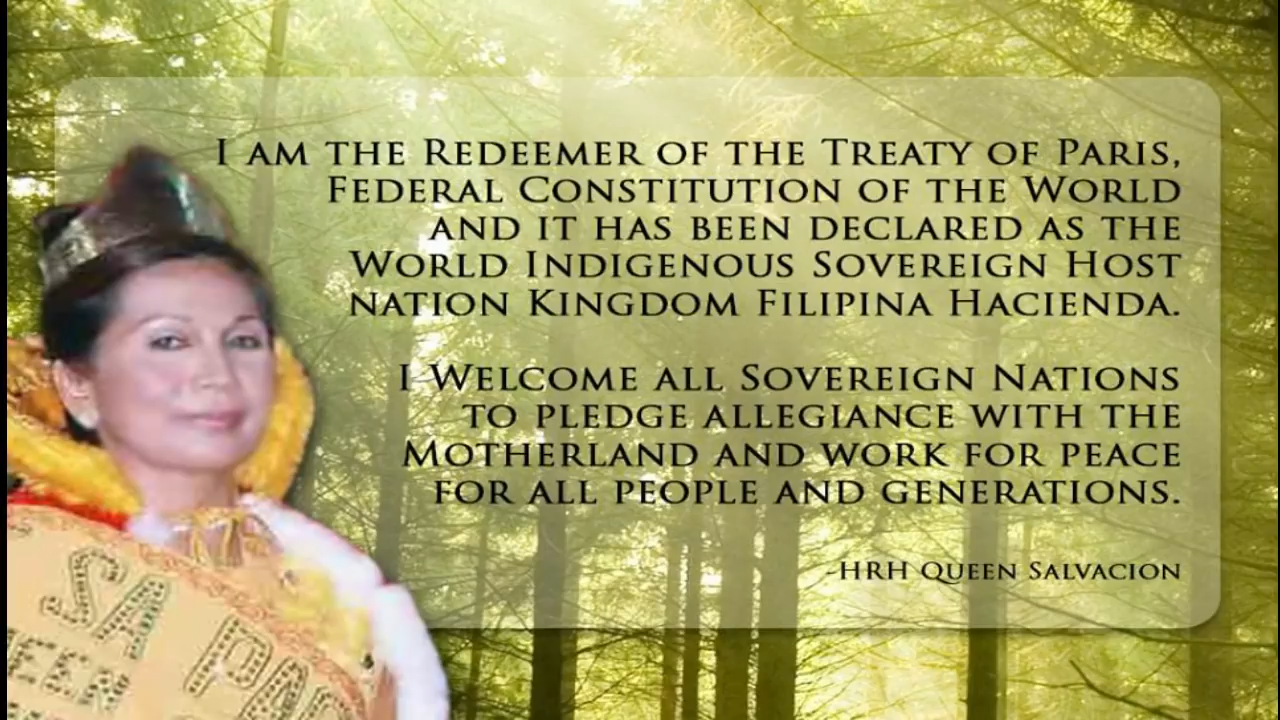 I am the Redeemer of the Treaty of Paris,
Federal Constitution of the World
and it has been declared as the
World Indigenous Sovereign Host
nation Kingdom Filipina Hacienda.
I Welcome all Sovereign Nations
to pledge allegiance with the
Motherland and work for peace
for all people and generations.
-HRH Queen Salvacion
SA